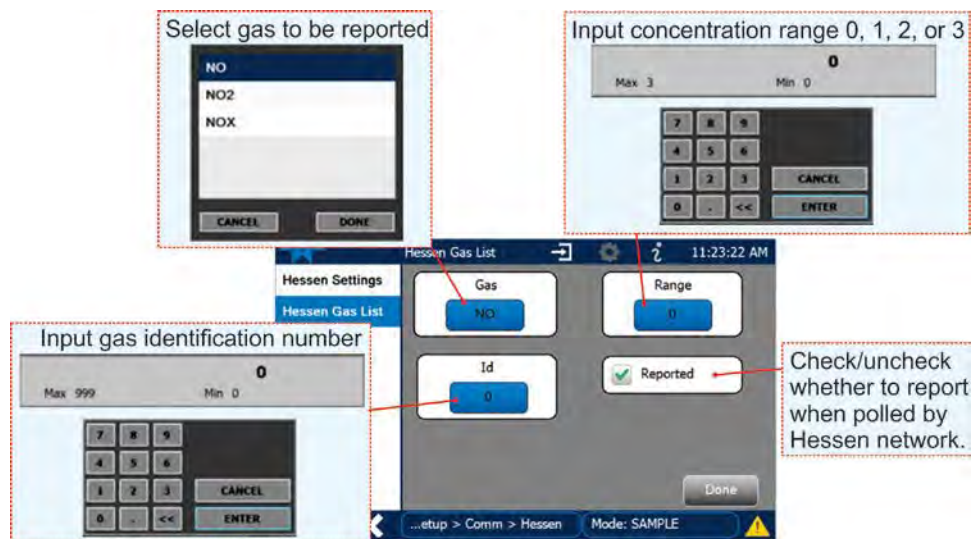 Select gas to be reported
NO
NO2
NOX
CANCEL DONE
Input concentration range 0, 1, 2, or 3
0
Max 3 Min 0
7 8 9
4 5 6
1 2 3 CANCEL
0 . << ENTER
Hessen Gas List 11:23:22 AM
Hessen Settings
Hessen Gas List
Gas
NO
Range
0
Id
0
Reported
Done
...etup > Comm > Hessen Mode: SAMPLE
Input gas identification number
0
Max 999 Min 0
7 8 9
4 5 6
1 2 3 CANCEL
0 . << ENTER
Check/uncheck
whether to report
when polled by
Hessen network.